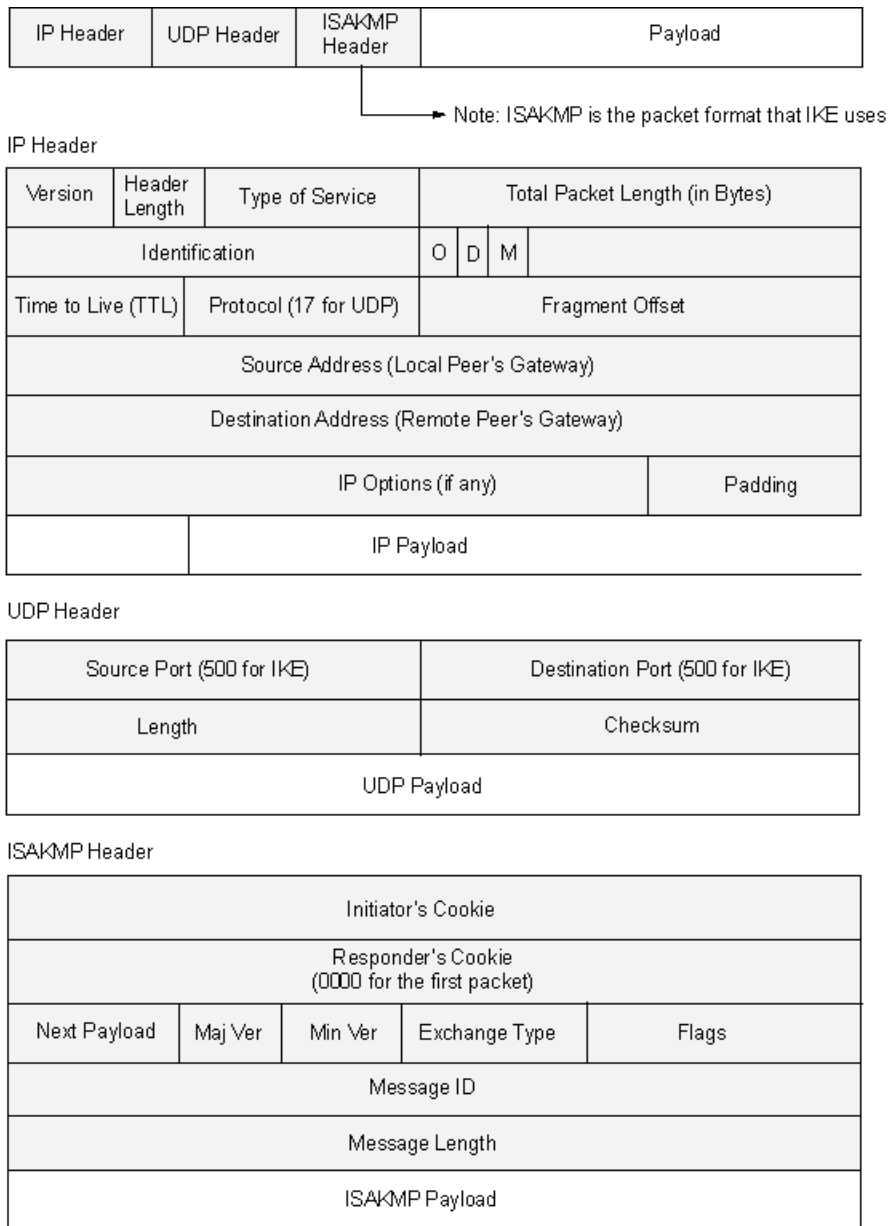 IP Header UDP Header ISAKMP Header Payload
Note: ISAKMP is the packet format that IKE uses
IP Header
Version Header Length Type of Service Total Packet Length (in Bytes)
Identification O D M
Time to Live (TTL) Protocol (17 for UDP) Fragment Offset
Source Address (Local Peer's Gateway)
Destination Address (Remote Peer's Gateway)
IP Options (if any) Padding
IP Payload
UDP Header
Source Port (500 for IKE) Destination Port (500 for IKE)
Length Checksum
UDP Payload
ISAKMP Header
Initiator's Cookie
Responder's Cookie
(0000 for the first packet)
Next Payload Maj Ver Min Ver Exchange Type Flags
Message ID
Message Length
ISAKMP Payload